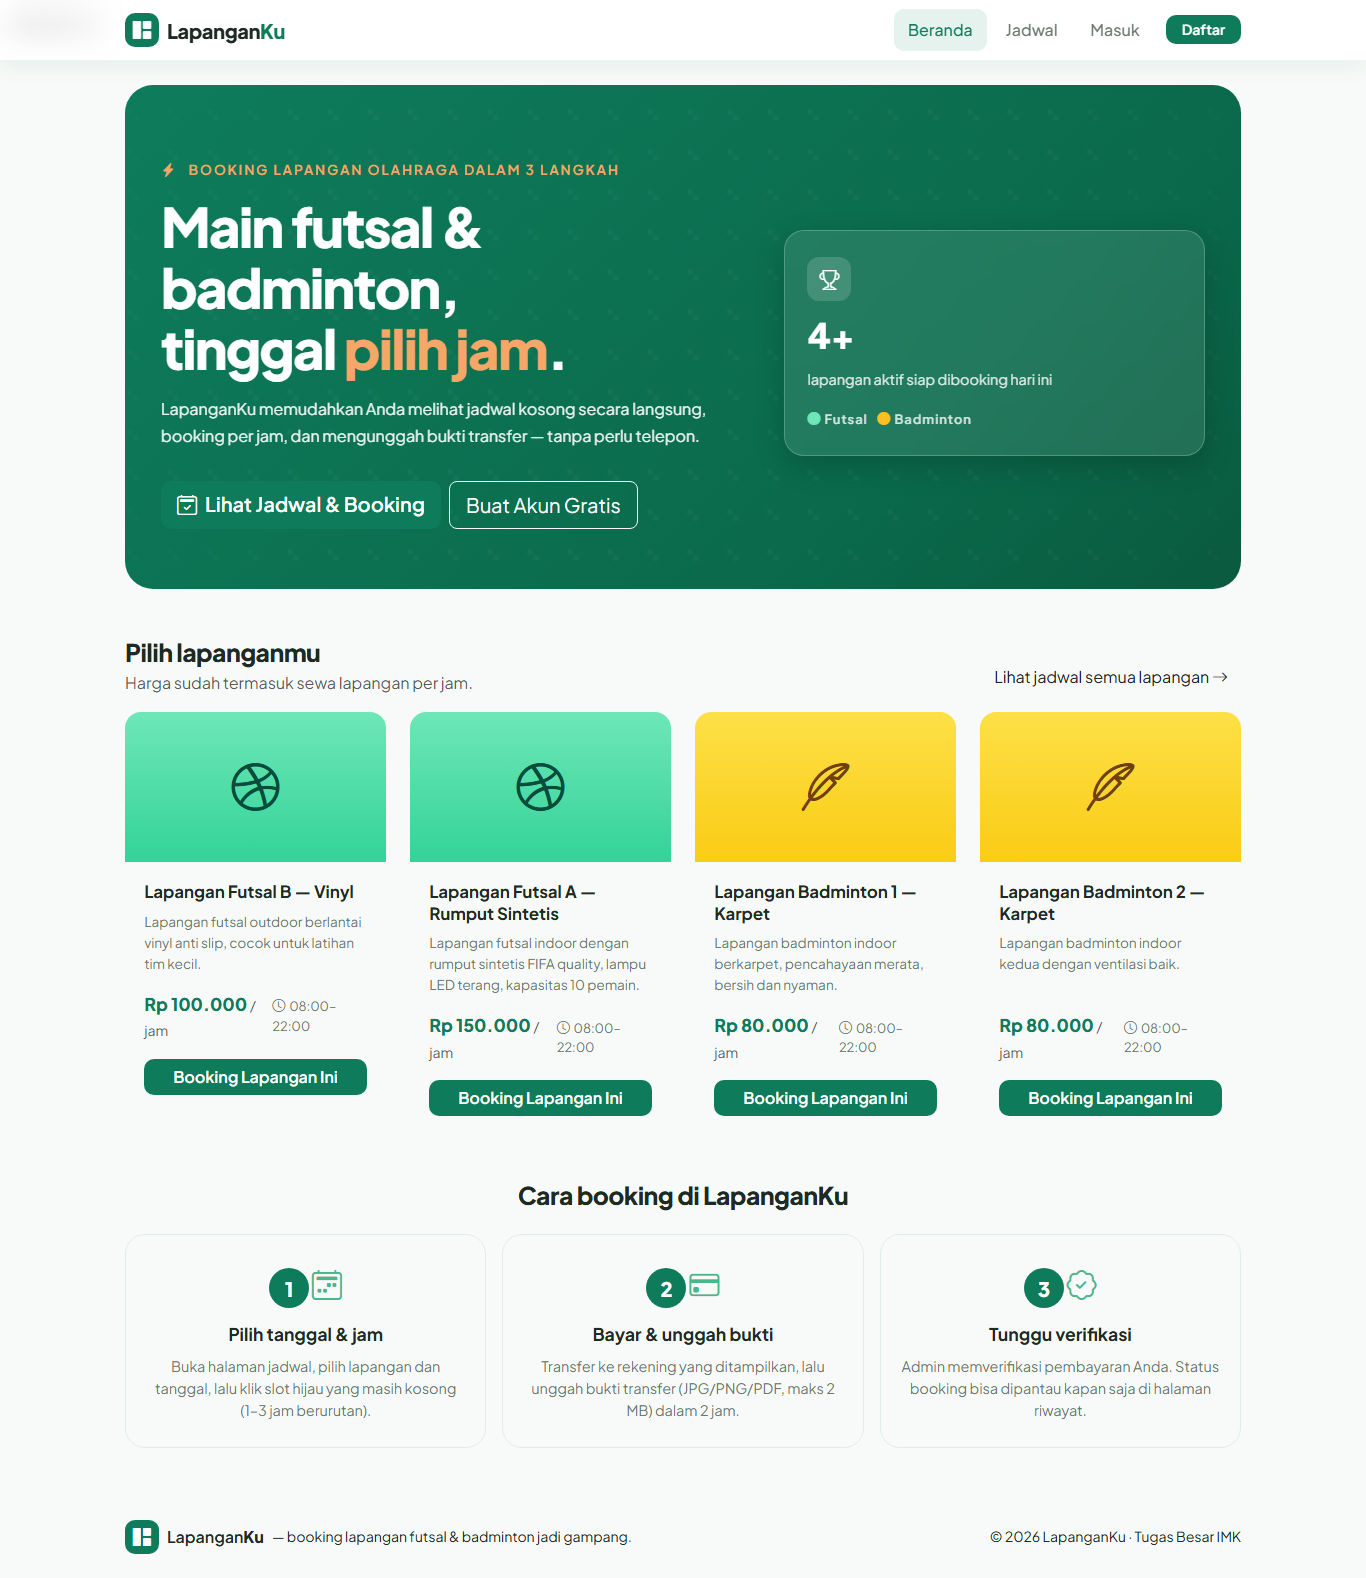 LapanganKu
Beranda
Jadwal
Masuk
Daftar
BOOKING LAPANGAN OLAHRAGA DALAM 3 LANGKAH
Main futsal &
badminton,
tinggal pilih jam.
LapanganKu memudahkan Anda melihat jadwal kosong secara langsung,
booking per jam, dan mengunggah bukti transfer — tanpa perlu telepon.
Lihat Jadwal & Booking
Buat Akun Gratis
4+
lapangan aktif siap dibooking hari ini
Futsal
Badminton
Pilih lapanganmu
Harga sudah termasuk sewa lapangan per jam.
Lihat jadwal semua lapangan →
Lapangan Futsal B — Vinyl
Lapangan futsal outdoor berlantai
vinyl anti slip, cocok untuk latihan
tim kecil.
Rp 100.000 /
jam
08:00–
22:00
Booking Lapangan Ini
Lapangan Futsal A —
Rumput Sintetis
Lapangan futsal indoor dengan
rumput sintetis FIFA quality, lampu
LED terang, kapasitas 10 pemain.
Rp 150.000 /
jam
08:00–
22:00
Booking Lapangan Ini
Lapangan Badminton 1 —
Karpet
Lapangan badminton indoor
berkarpet, pencahayaan merata,
bersih dan nyaman.
Rp 80.000 /
jam
08:00–
22:00
Booking Lapangan Ini
Lapangan Badminton 2 —
Karpet
Lapangan badminton indoor
kedua dengan ventilasi baik.
Rp 80.000 /
jam
08:00–
22:00
Booking Lapangan Ini
Cara booking di LapanganKu
1
Pilih tanggal & jam
Buka halaman jadwal, pilih lapangan dan
tanggal, lalu klik slot hijau yang masih kosong
(1–3 jam berurutan).
2
Bayar & unggah bukti
Transfer ke rekening yang ditampilkan, lalu
unggah bukti transfer (JPG/PNG/PDF, maks 2
MB) dalam 2 jam.
3
Tunggu verifikasi
Admin memverifikasi pembayaran Anda. Status
booking bisa dipantau kapan saja di halaman
riwayat.
LapanganKu — booking lapangan futsal & badminton jadi gampang.
© 2026 LapanganKu · Tugas Besar IMK